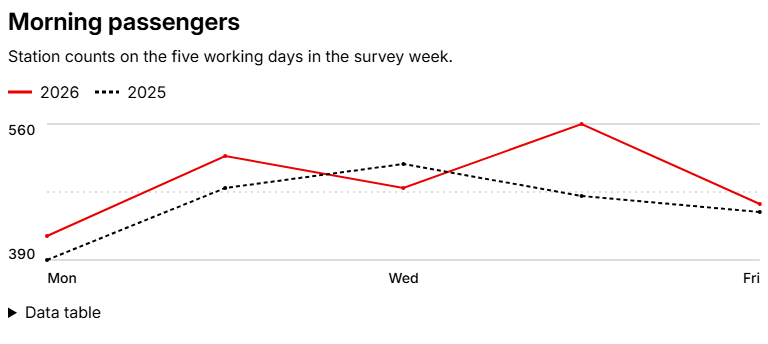 Morning passengers
Station counts on the five working days in the survey week.
2026 2025
560
390
Mon Wed Fri
Data table